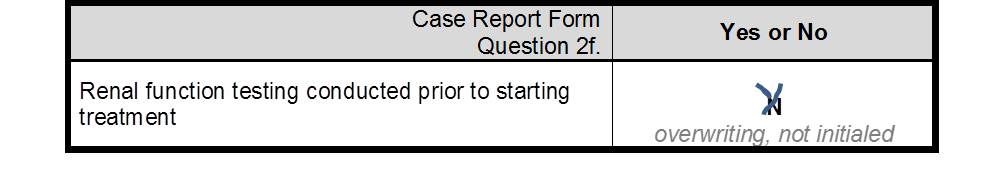 Case Report Form
Question 2f.
Yes or No
Renal function testing conducted prior to starting
treatment
N
overwriting, not initialed